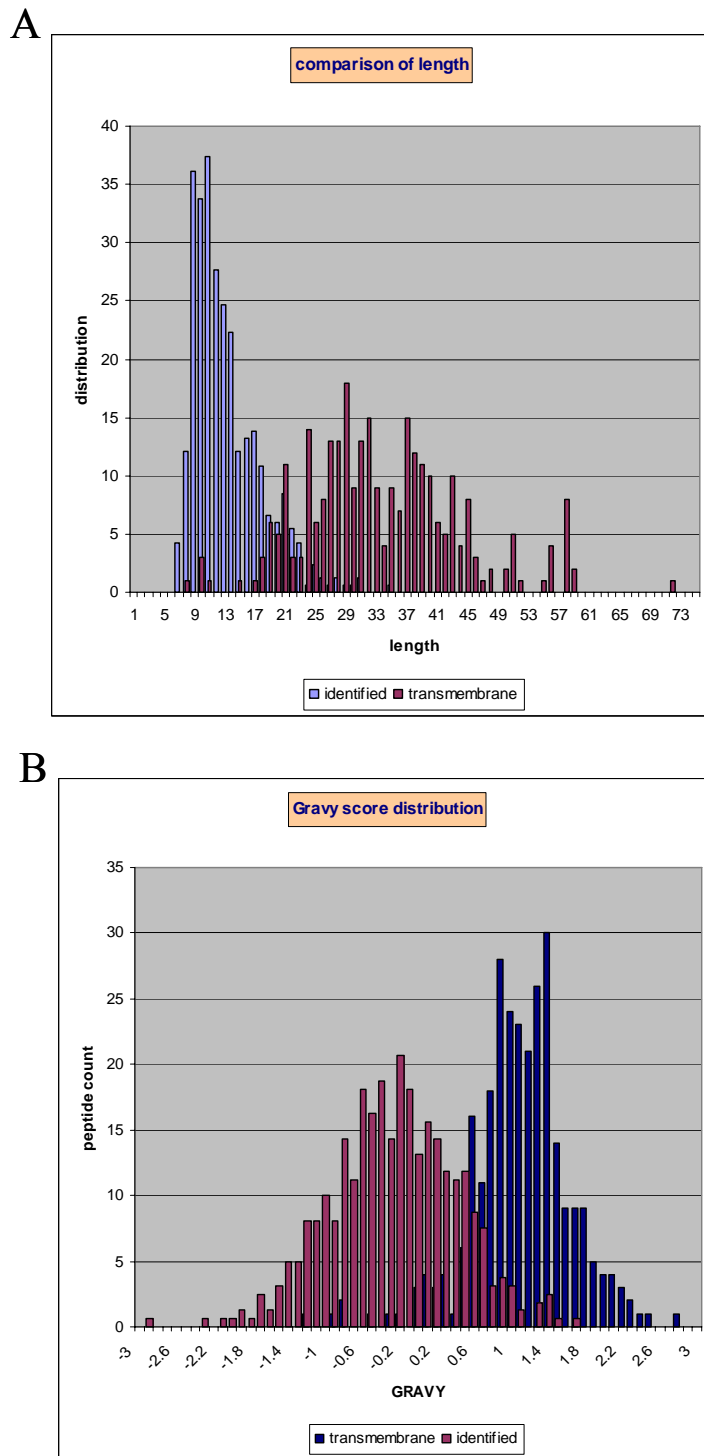 A
comparison of length
40
35
30
25
20
15
10
5
0
distribution
1 5 9 13 17 21 25 29 33 37 41 45 49 53 57 61 65 69 73
length
identified transmembrane
B
Gravy score distribution
35
30
25
20
15
10
5
0
peptide count
-3 -2.6 -2.2 -1.8 -1.4 -1 -0.6 -0.2 0.2 0.6 1 1.4 1.8 2.2 2.6 3
GRAVY
transmembrane identified